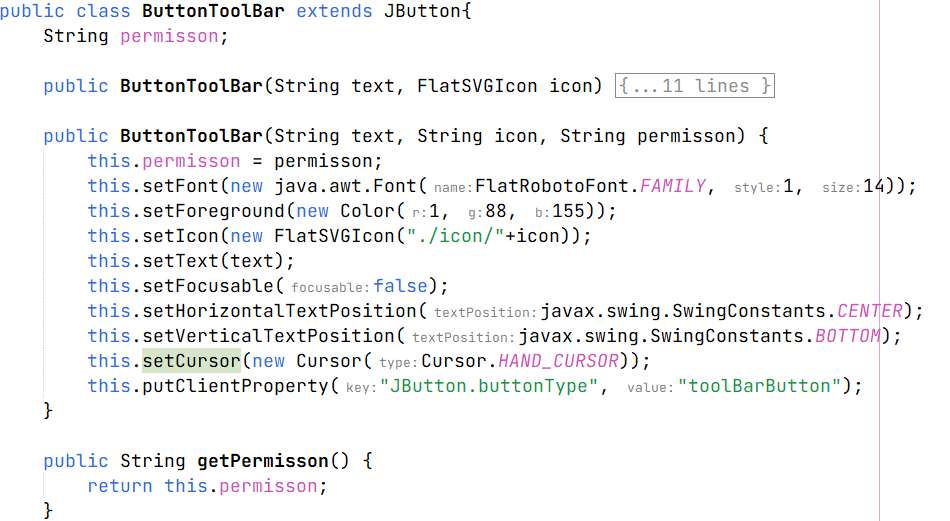 public class ButtonToolBar extends JButton{
String permisson;
public ButtonToolBar(String text, FlatSVGIcon icon) {...11 lines }
public ButtonToolBar(String text, String icon, String permisson) {
this.permisson = permisson;
this.setFont(new java.awt.Font( name:FlatRobotoFont.FAMILY, style:1, size:14));
this.setForeground(new Color( r:1, g:88, b:155));
this.setIcon(new FlatSVGIcon("./icon/"+icon));
this.setText(text);
this.setFocusable( focusable:false);
this.setHorizontalTextPosition( textPosition:javax.swing.SwingConstants.CENTER);
this.setVerticalTextPosition( textPosition:javax.swing.SwingConstants.BOTTOM);
this.setCursor(new Cursor( type:Cursor.HAND_CURSOR));
this.putClientProperty( key:"JButton.buttonType", value:"toolBarButton");
}
public String getPermisson() {
return this.permisson;
}